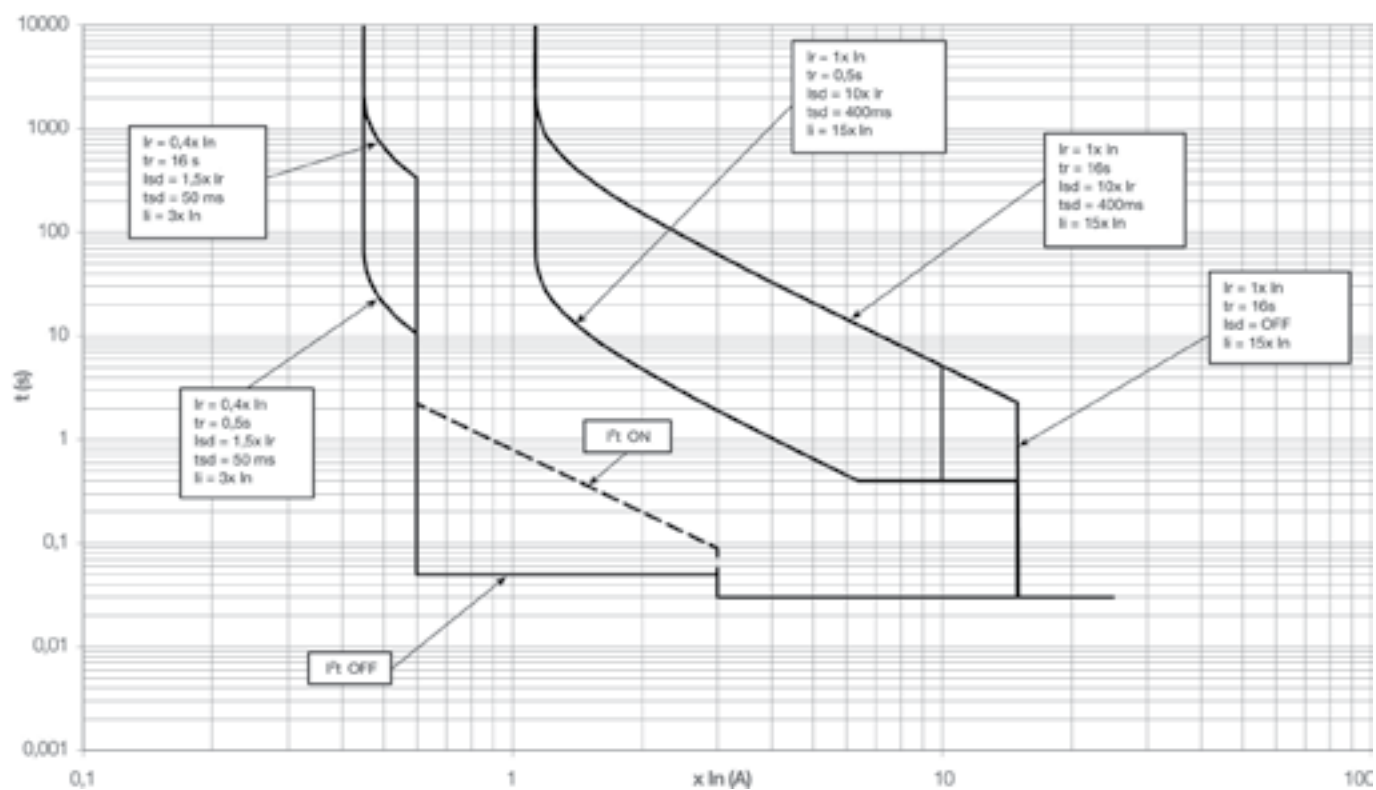 10000
1000
100
10
1
0,1
0,01
0,001
t (s)
0,1
1
10
100
x In (A)
Ir = 0,4x In
tr = 16 s
Isd = 1,5x Ir
tsd = 50 ms
Ii = 3x In
Ir = 1x In
tr = 0,5s
Isd = 10x Ir
tsd = 400ms
Ii = 15x In
Ir = 1x In
tr = 16s
Isd = 10x Ir
tsd = 400ms
Ii = 15x In
Ir = 1x In
tr = 16s
Isd = OFF
Ii = 15x In
Ir = 0,4x In
tr = 0,5s
Isd = 1,5x Ir
tsd = 50 ms
Ii = 3x In
I²t ON
I²t OFF